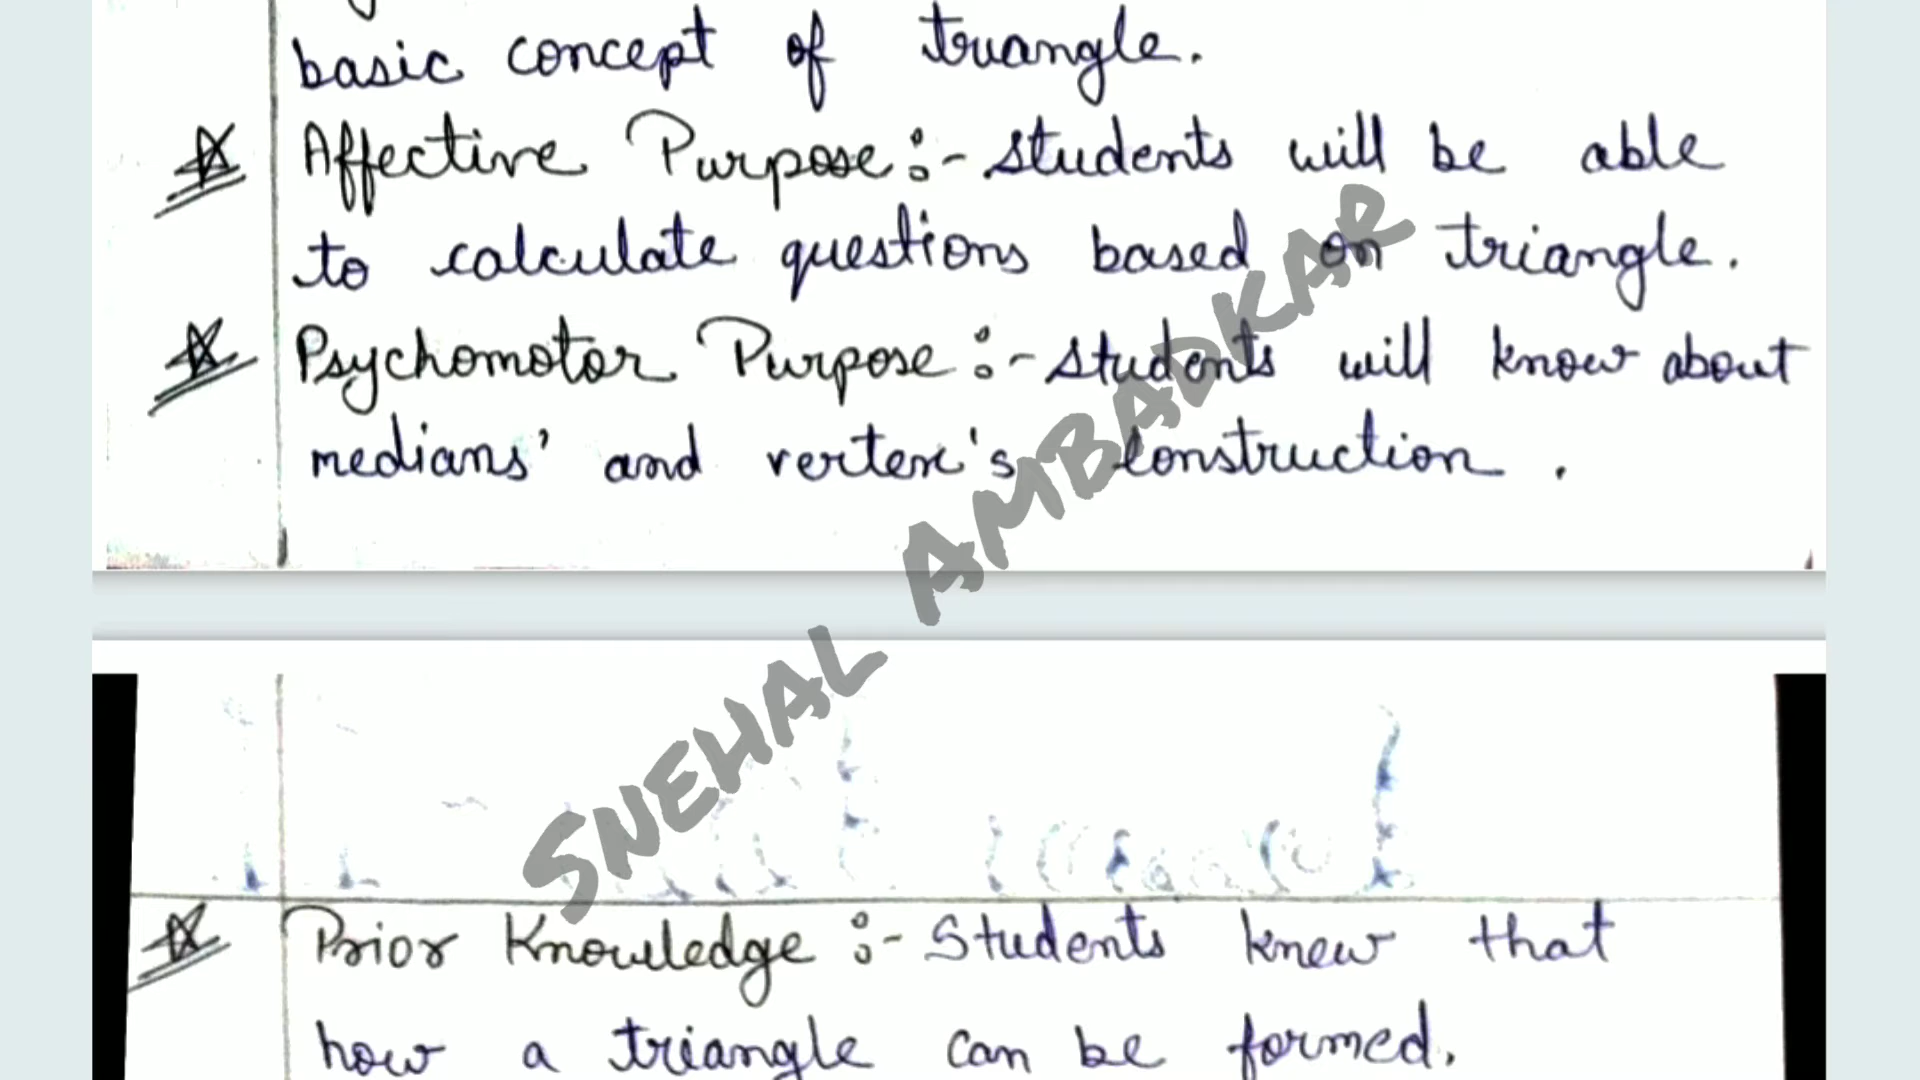 basic concept of triangle.
Affective Purpose :- students will be able
to calculate questions based on triangle.
Psychomotor Purpose :- students will know about
medians' and vertex's construction .
SNEHAL AMBADKAR
Prior Knowledge :- Students knew that
how a triangle can be formed.